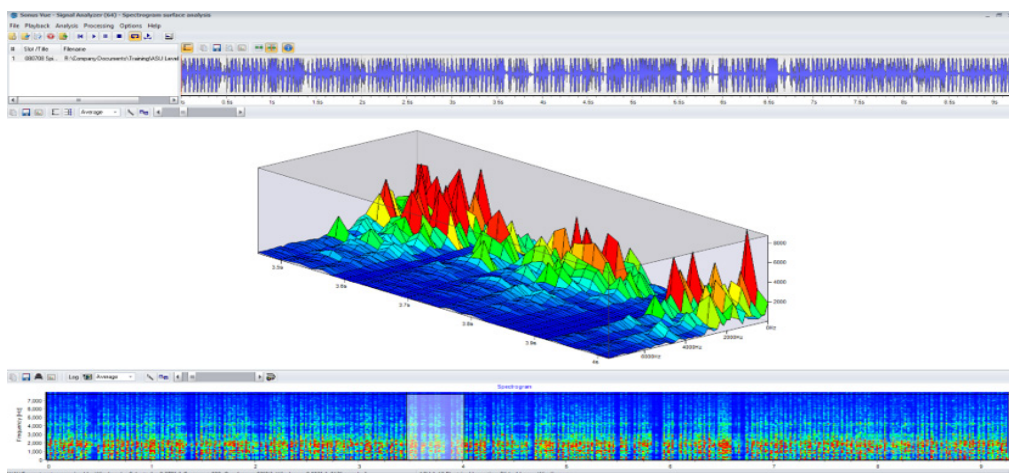 Sonus Vue - Signal Analyzer (64) - Spectrogram surface analysis
File Playback Analysis Processing Options Help
# Slot /Title Filename
1 000708 Spi... R:\Company Documents\Training\ASU Level
0.5s 1s 1.5s 2s 2.5s 3s 3.5s 4s 4.5s 5s 5.5s 6s 6.5s 7s 7.5s 8s 8.5s 9s
Average
8000
6000
4000
2000
3.5s
3.6s
3.7s
3.8s
3.9s
4s
6000Hz
4000Hz
2000Hz
0Hz
Log Average
Spectrogram
Frequency [Hz]
7,000
6,000
5,000
4,000
3,000
2,000
1,000
0
0 1 2 3 4 5 6 7 8